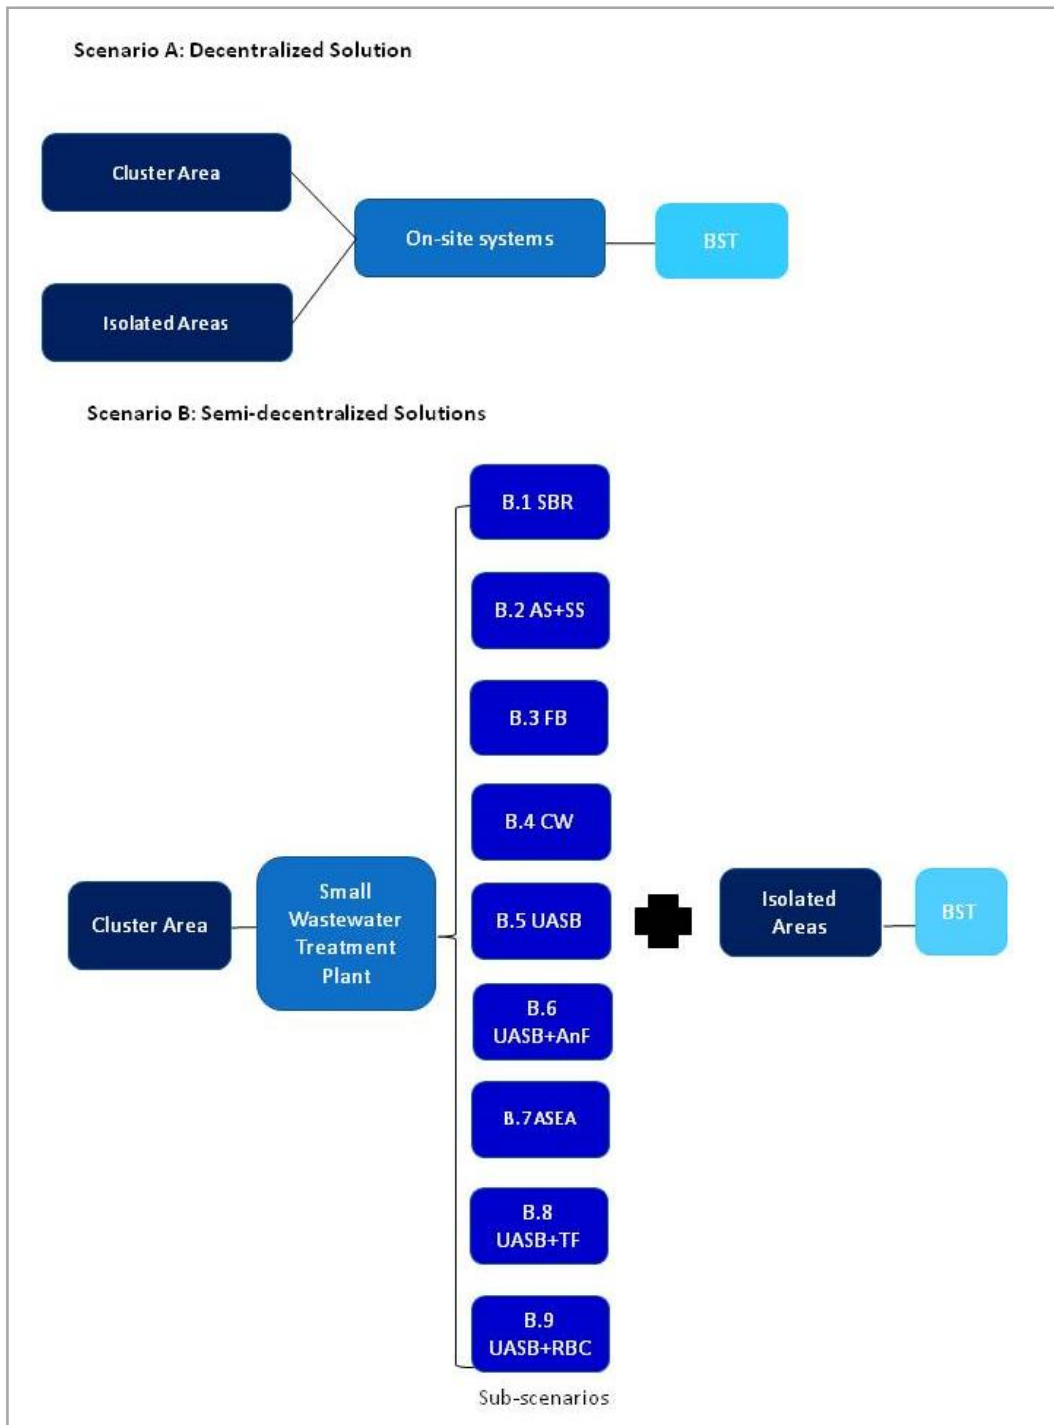 Scenario A: Decentralized Solution
Cluster Area
On-site systems
BST
Isolated Areas
Scenario B: Semi-decentralized Solutions
B.1 SBR
B.2 AS+SS
B.3 FB
B.4 CW
Cluster Area
Small
Wastewater
Treatment
Plant
B.5 UASB
Isolated
Areas
BST
B.6
UASB+AnF
B.7 ASEA
B.8
UASB+TF
B.9
UASB+RBC
Sub-scenarios